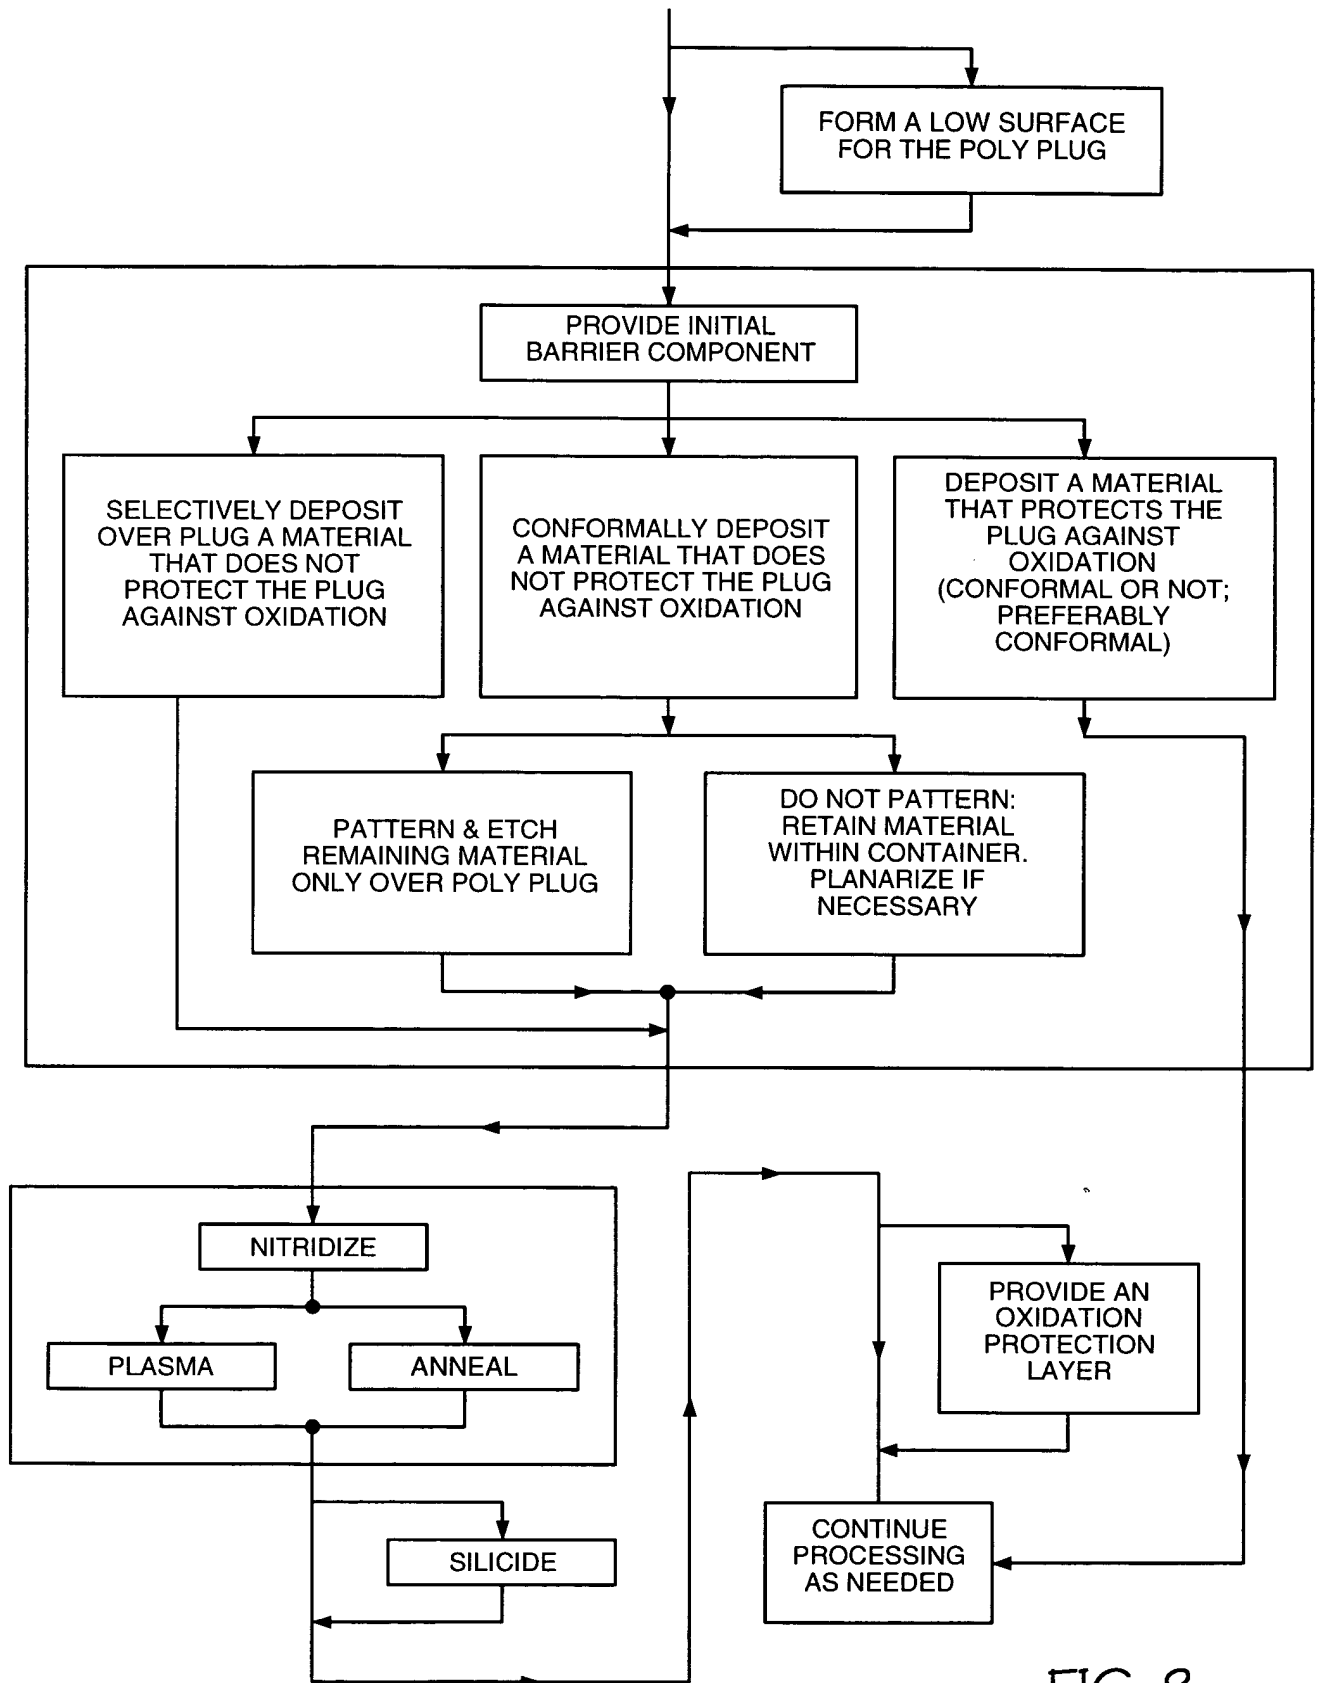 FORM A LOW SURFACE
FOR THE POLY PLUG
PROVIDE INITIAL
BARRIER COMPONENT
SELECTIVELY DEPOSIT
OVER PLUG A MATERIAL
THAT DOES NOT
PROTECT THE PLUG
AGAINST OXIDATION
CONFORMALLY DEPOSIT
A MATERIAL THAT DOES
NOT PROTECT THE PLUG
AGAINST OXIDATION
DEPOSIT A MATERIAL
THAT PROTECTS THE
PLUG AGAINST
OXIDATION
(CONFORMAL OR NOT;
PREFERABLY
CONFORMAL)
PATTERN & ETCH
REMAINING MATERIAL
ONLY OVER POLY PLUG
DO NOT PATTERN:
RETAIN MATERIAL
WITHIN CONTAINER.
PLANARIZE IF
NECESSARY
NITRIDIZE
PLASMA
ANNEAL
SILICIDE
PROVIDE AN
OXIDATION
PROTECTION
LAYER
CONTINUE
PROCESSING
AS NEEDED